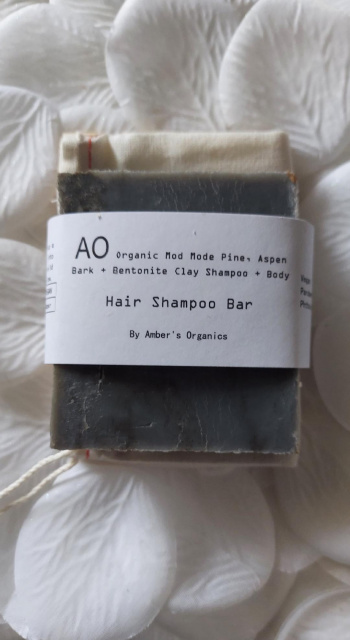 AO Organic Mod Mode Pine, Aspen
Bark + Bentonite Clay Shampoo + Body
Hair Shampoo Bar
By Amber's Organics